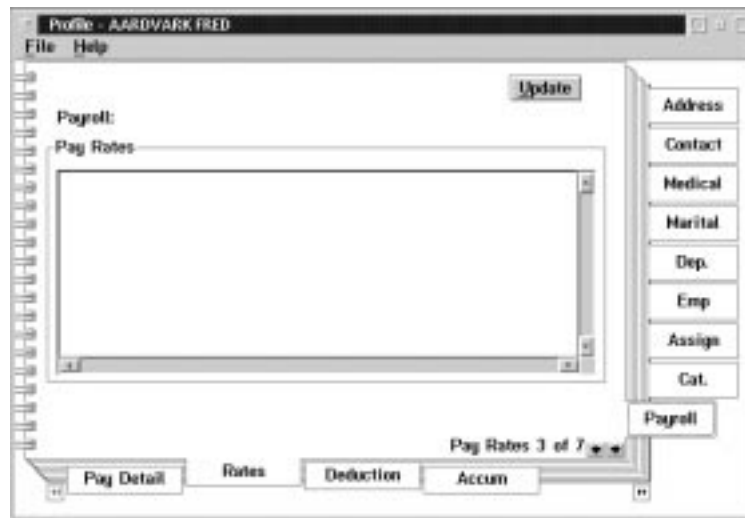 Profile - AARDVARK FRED
File Help
Update
Payroll:
Pay Rates
Address
Contact
Medical
Marital
Dep.
Emp
Assign
Cat.
Payroll
Pay Rates 3 of 7
Pay Detail Rates Deduction Accum